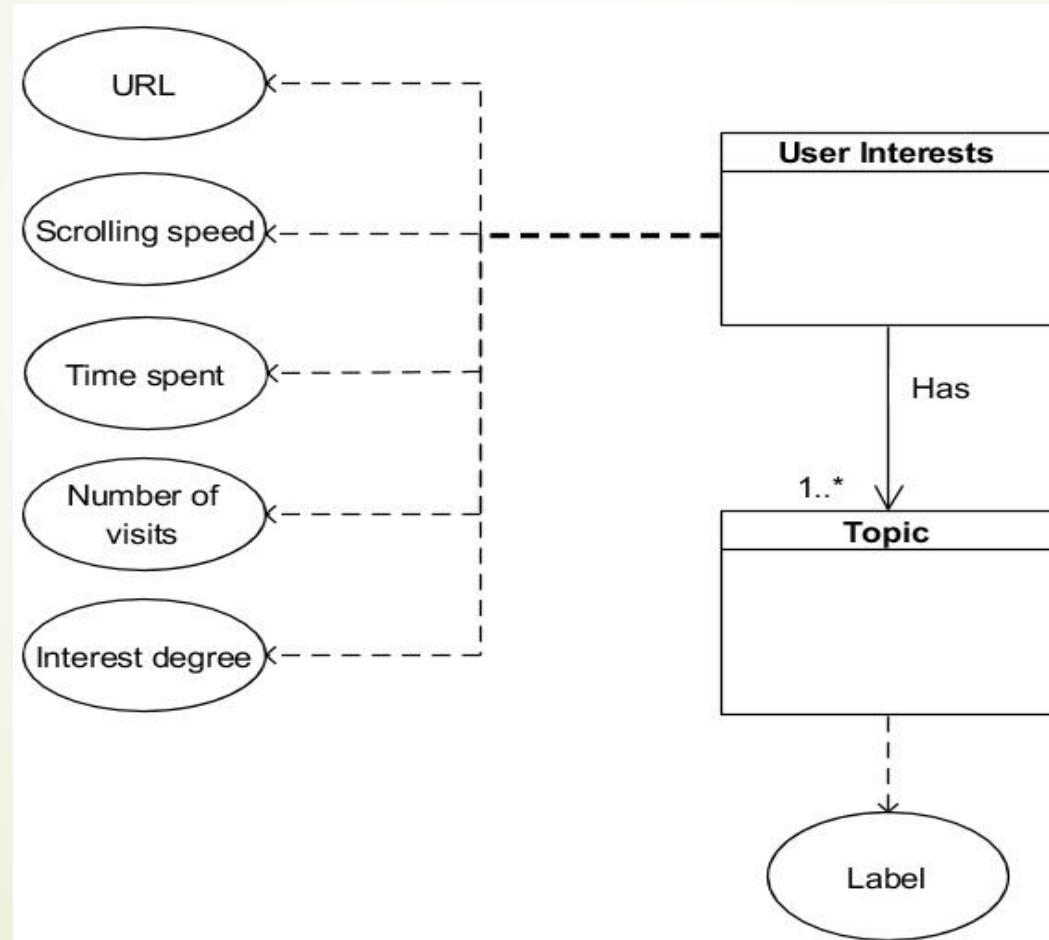 URL
User Interests
Scrolling speed
Time spent
Has
Number of
visits
1..*
Topic
Interest degree
Label